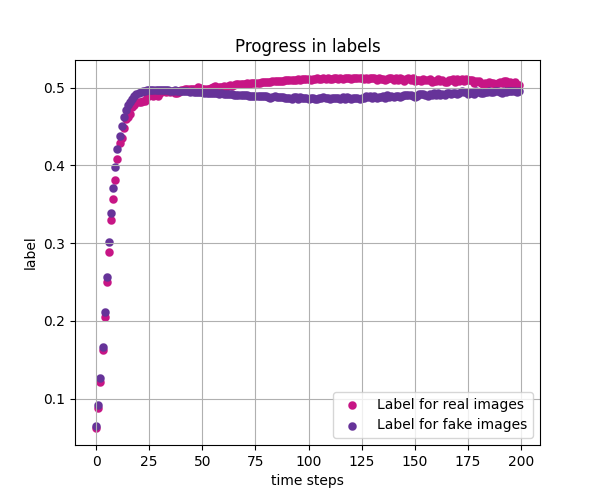 Progress in labels
label
0.5
0.4
0.3
0.2
0.1
Label for real images
Label for fake images
0 25 50 75 100 125 150 175 200
time steps